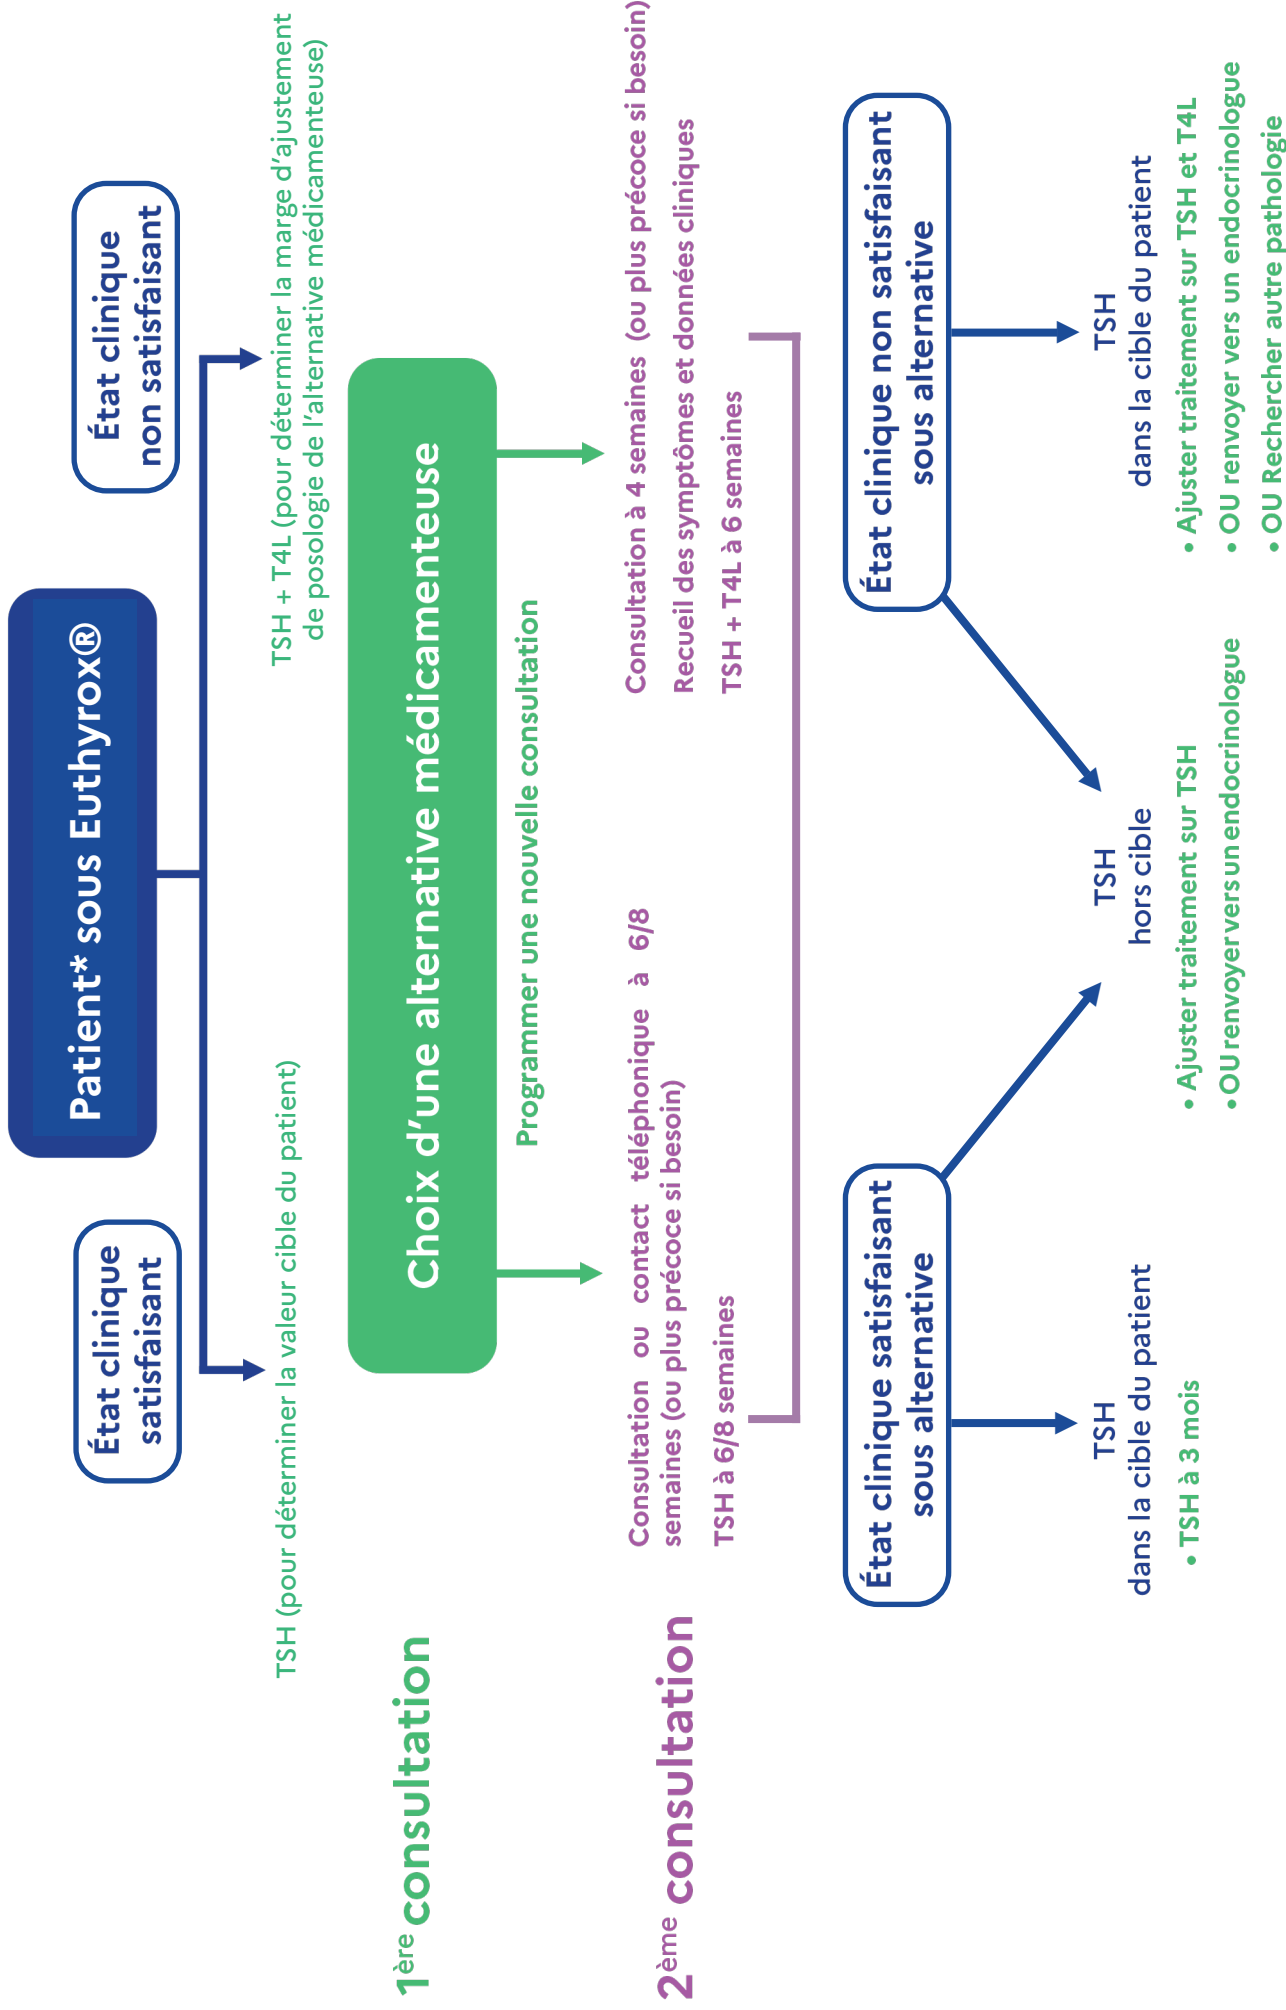 Patient* sous Euthyrox®
État clinique
satisfaisant
État clinique
non satisfaisant
TSH (pour déterminer la valeur cible du patient)
TSH + T4L (pour déterminer la marge d’ajustement
de posologie de l’alternative médicamenteuse)
1ère consultation
Choix d’une alternative médicamenteuse
Programmer une nouvelle consultation
2ème consultation
Consultation ou contact téléphonique à 6/8
semaines (ou plus précoce si besoin)
TSH à 6/8 semaines
Consultation à 4 semaines (ou plus précoce si besoin)
Recueil des symptômes et données cliniques
TSH + T4L à 6 semaines
État clinique satisfaisant
sous alternative
État clinique non satisfaisant
sous alternative
TSH
dans la cible du patient
• TSH à 3 mois
TSH
hors cible
• Ajuster traitement sur TSH
• OU renvoyer vers un endocrinologue
TSH
dans la cible du patient
• Ajuster traitement sur TSH et T4L
• OU renvoyer vers un endocrinologue
• OU Rechercher autre pathologie